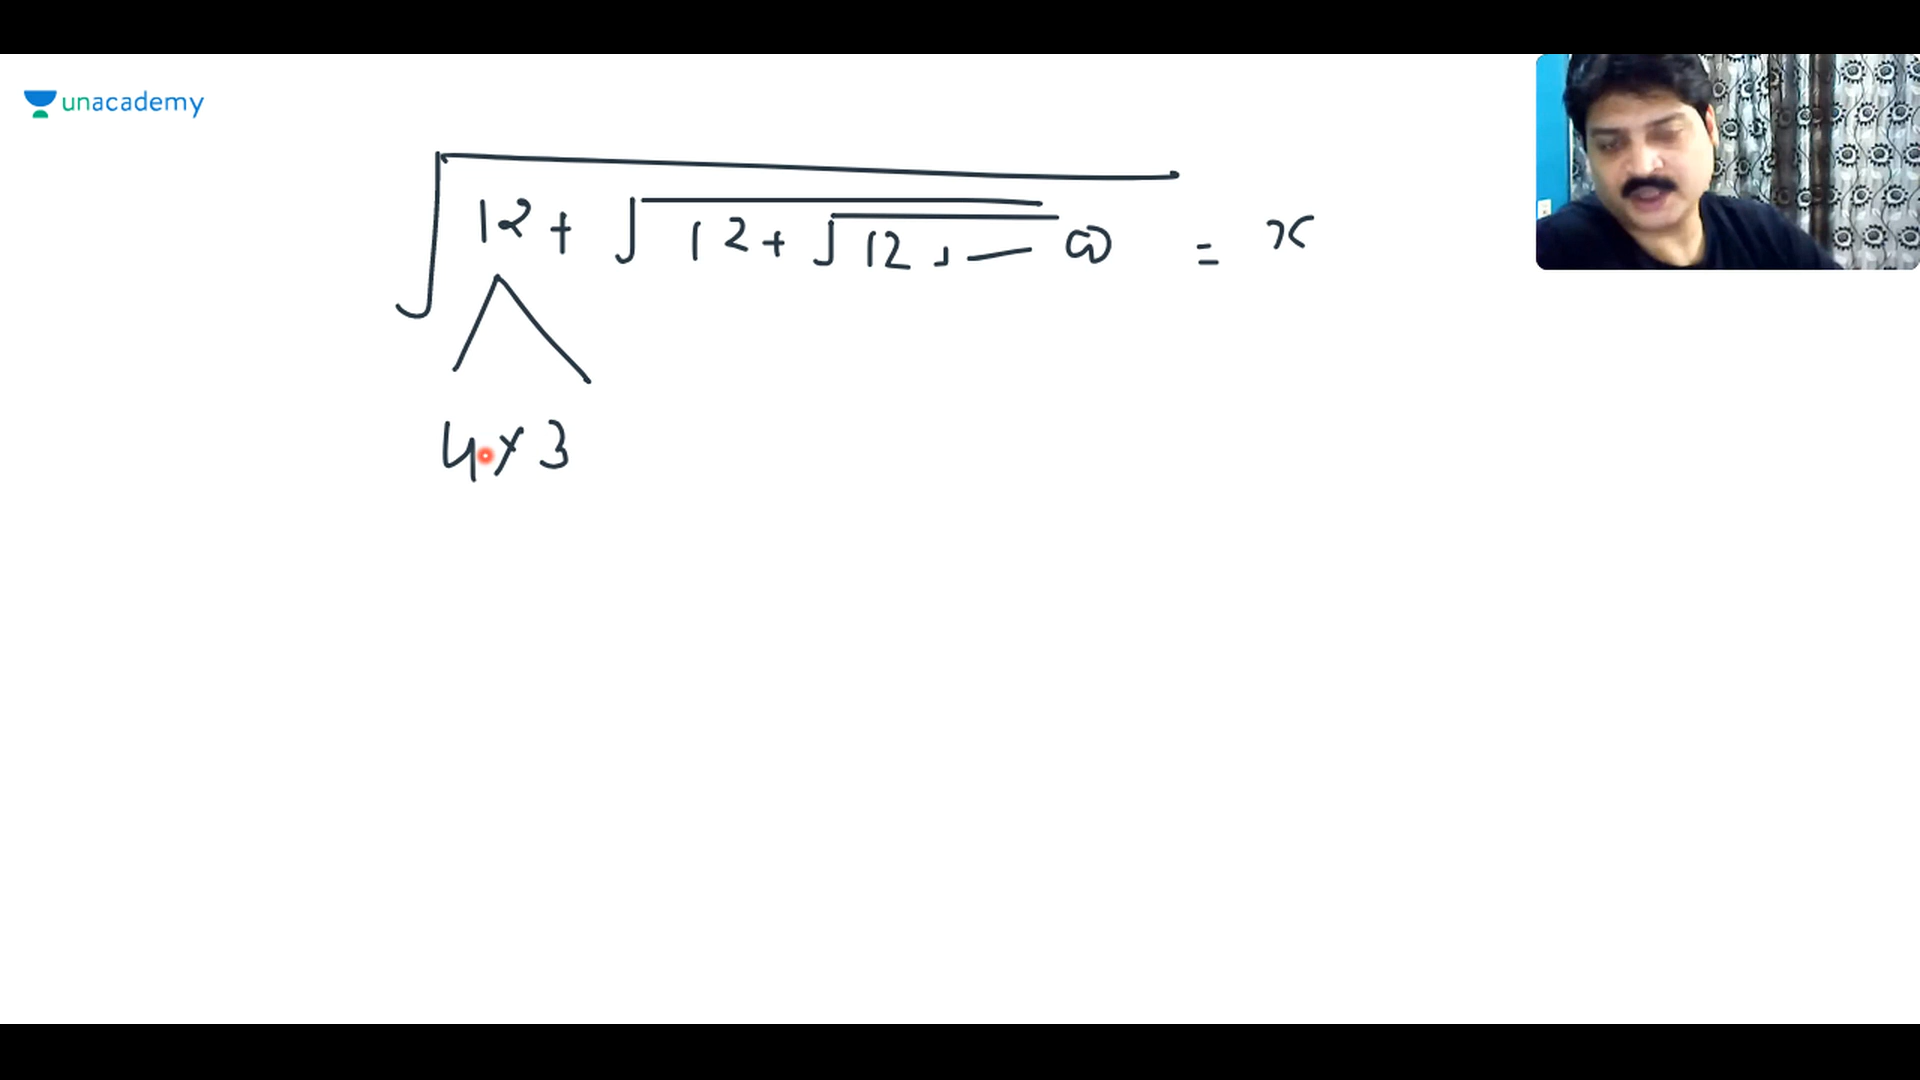 unacademy
√12 + √12 + √12 , — ∞ = x
4 × 3